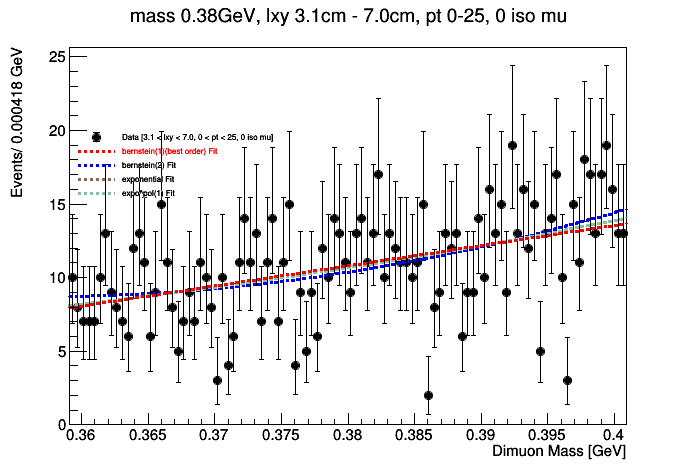 mass 0.38GeV, lxy 3.1cm - 7.0cm, pt 0-25, 0 iso mu
Events/ 0.000418 GeV
25
20
15
10
5
0
Data [3.1 < lxy < 7.0, 0 < pt < 25, 0 iso mu]
bernstein(1)(best order) Fit
bernstein(2) Fit
exponential Fit
expo*pol(1) Fit
0.36 0.365 0.37 0.375 0.38 0.385 0.39 0.395 0.4
Dimuon Mass [GeV]